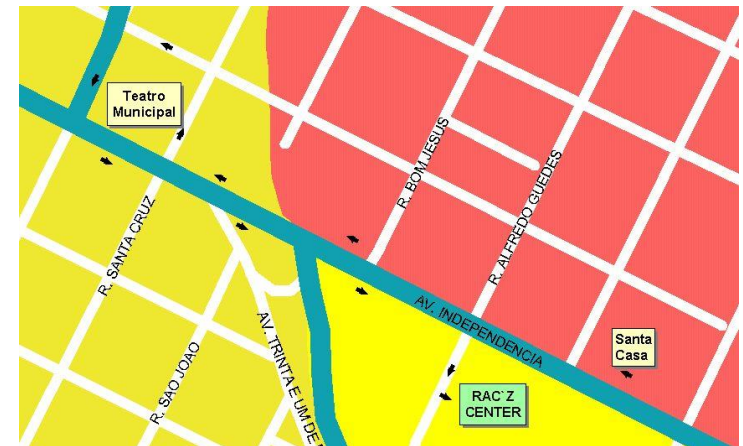 Teatro
Municipal
R. BOM JESUS
R. ALFREDO GUEDES
R. SANTA CRUZ
AV. INDEPENDENCIA
AV. TRINTA E UM DE
R. SAO JOAO
Santa
Casa
RAC`Z
CENTER